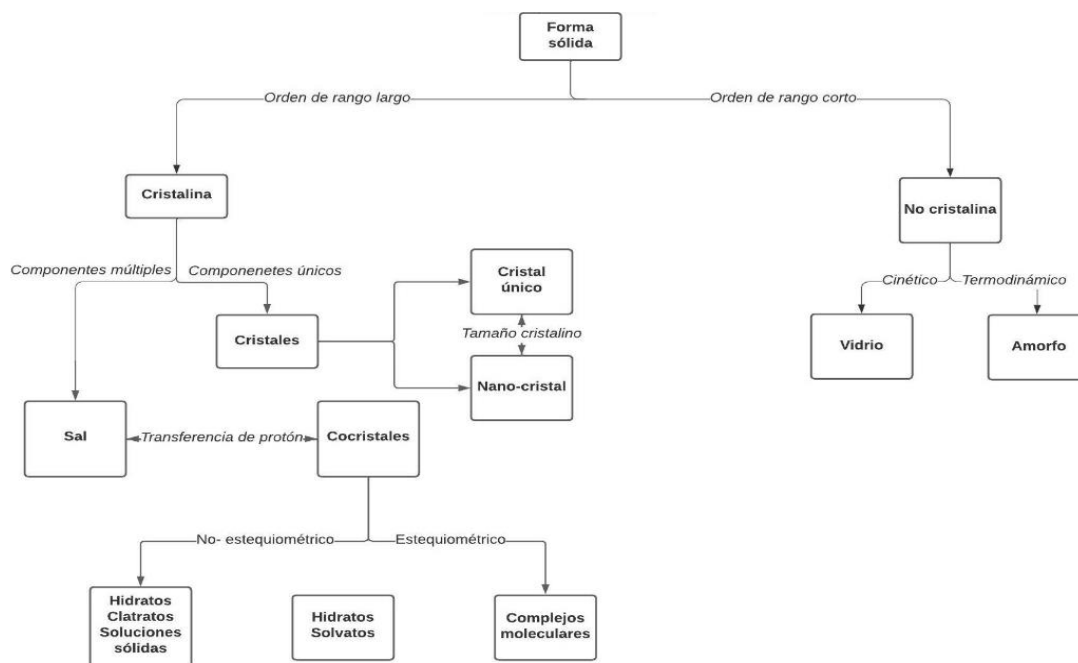 Forma
sólida
Orden de rango largo
Orden de rango corto
Cristalina
No cristalina
Componentes múltiples
Componenetes únicos
Cristal
único
Cinético
Termodinámico
Cristales
Tamaño cristalino
Vidrio
Amorfo
Nano-cristal
Sal
Transferencia de protón
Cocristales
No- estequiométrico
Estequiométrico
Hidratos
Clatratos
Soluciones
sólidas
Hidratos
Solvatos
Complejos
moleculares